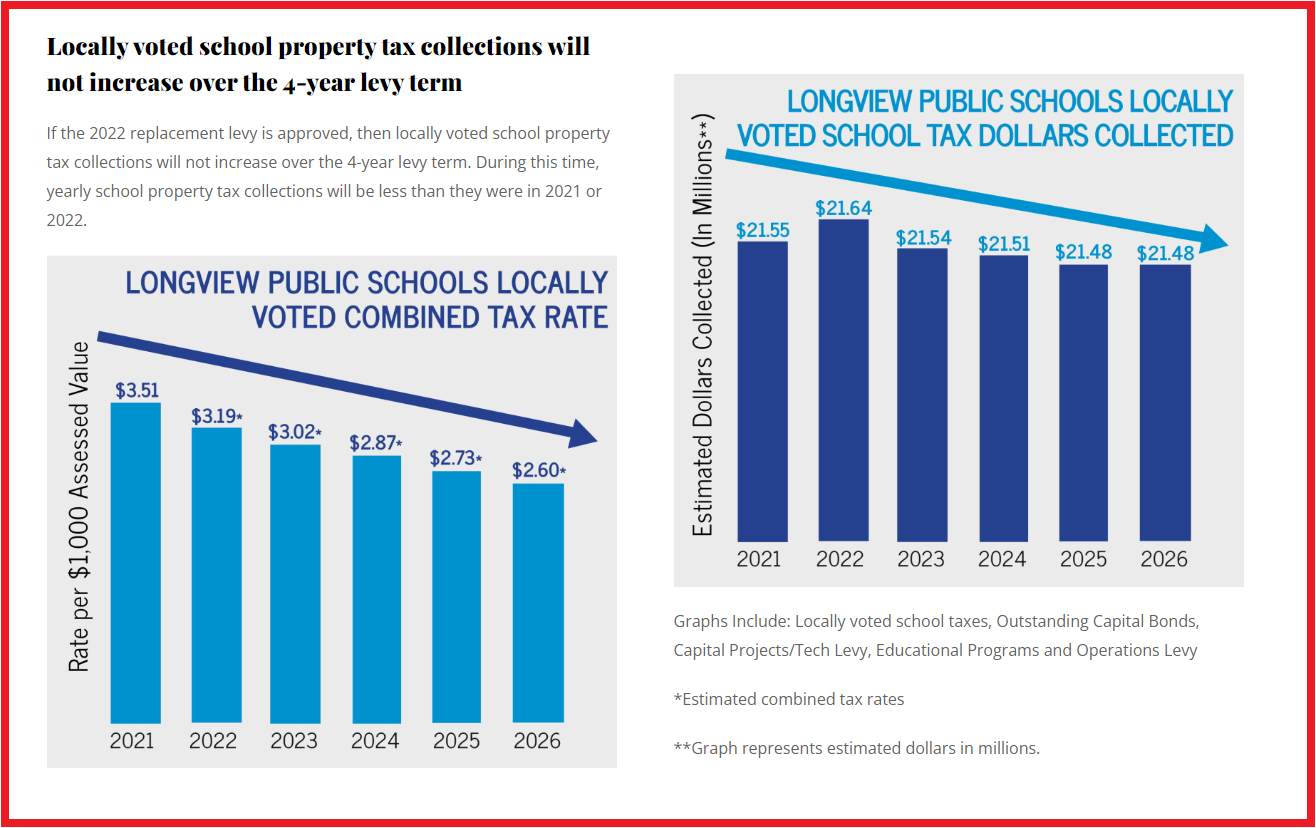 Locally voted school property tax collections will
not increase over the 4-year levy term
If the 2022 replacement levy is approved, then locally voted school property
tax collections will not increase over the 4-year levy term. During this time,
yearly school property tax collections will be less than they were in 2021 or
2022.
LONGVIEW PUBLIC SCHOOLS LOCALLY
VOTED COMBINED TAX RATE
Rate per $1,000 Assessed Value
$3.51
$3.19*
$3.02*
$2.87*
$2.73*
$2.60*
2021 2022 2023 2024 2025 2026
LONGVIEW PUBLIC SCHOOLS LOCALLY
VOTED SCHOOL TAX DOLLARS COLLECTED
Estimated Dollars Collected (In Millions**)
$21.55
$21.64
$21.54
$21.51
$21.48
$21.48
2021 2022 2023 2024 2025 2026
Graphs Include: Locally voted school taxes, Outstanding Capital Bonds,
Capital Projects/Tech Levy, Educational Programs and Operations Levy
*Estimated combined tax rates
**Graph represents estimated dollars in millions.